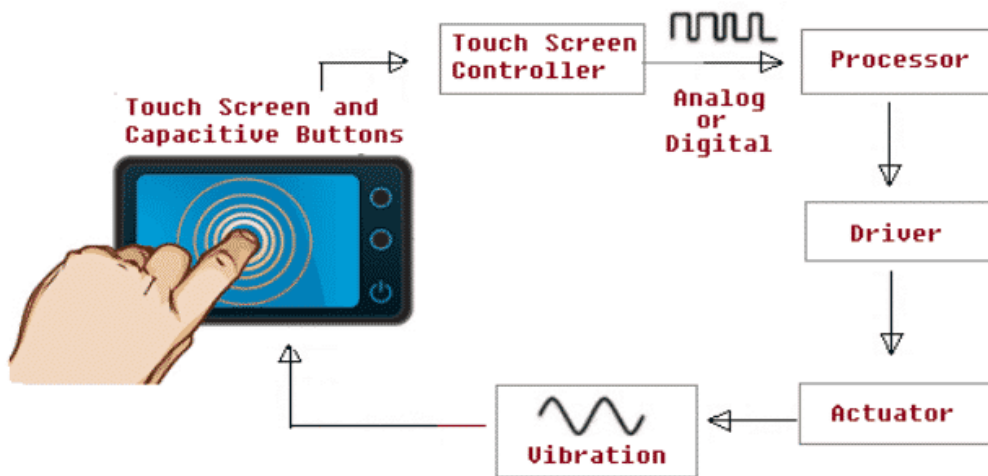 Touch Screen and
Capacitive Buttons
Touch Screen
Controller
Analog
or
Digital
Processor
Driver
Actuator
Vibration